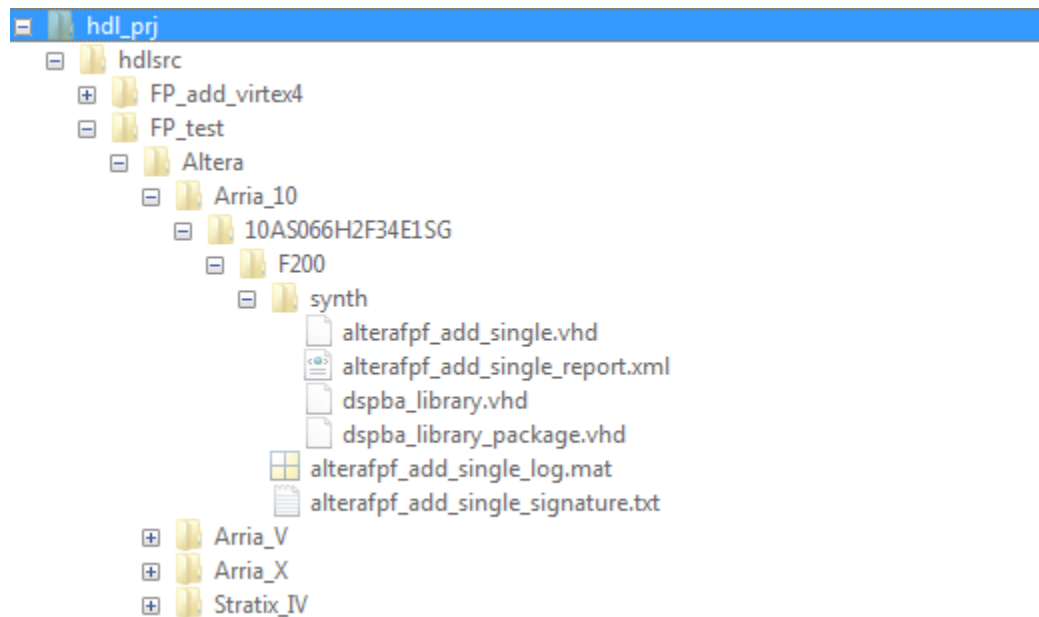 hdl_prj
hdlsrc
FP_add_virtex4
FP_test
Altera
Arria_10
10AS066H2F34E1SG
F200
synth
alterafpf_add_single.vhd
alterafpf_add_single_report.xml
dspba_library.vhd
dspba_library_package.vhd
alterafpf_add_single_log.mat
alterafpf_add_single_signature.txt
Arria_V
Arria_X
Stratix_IV